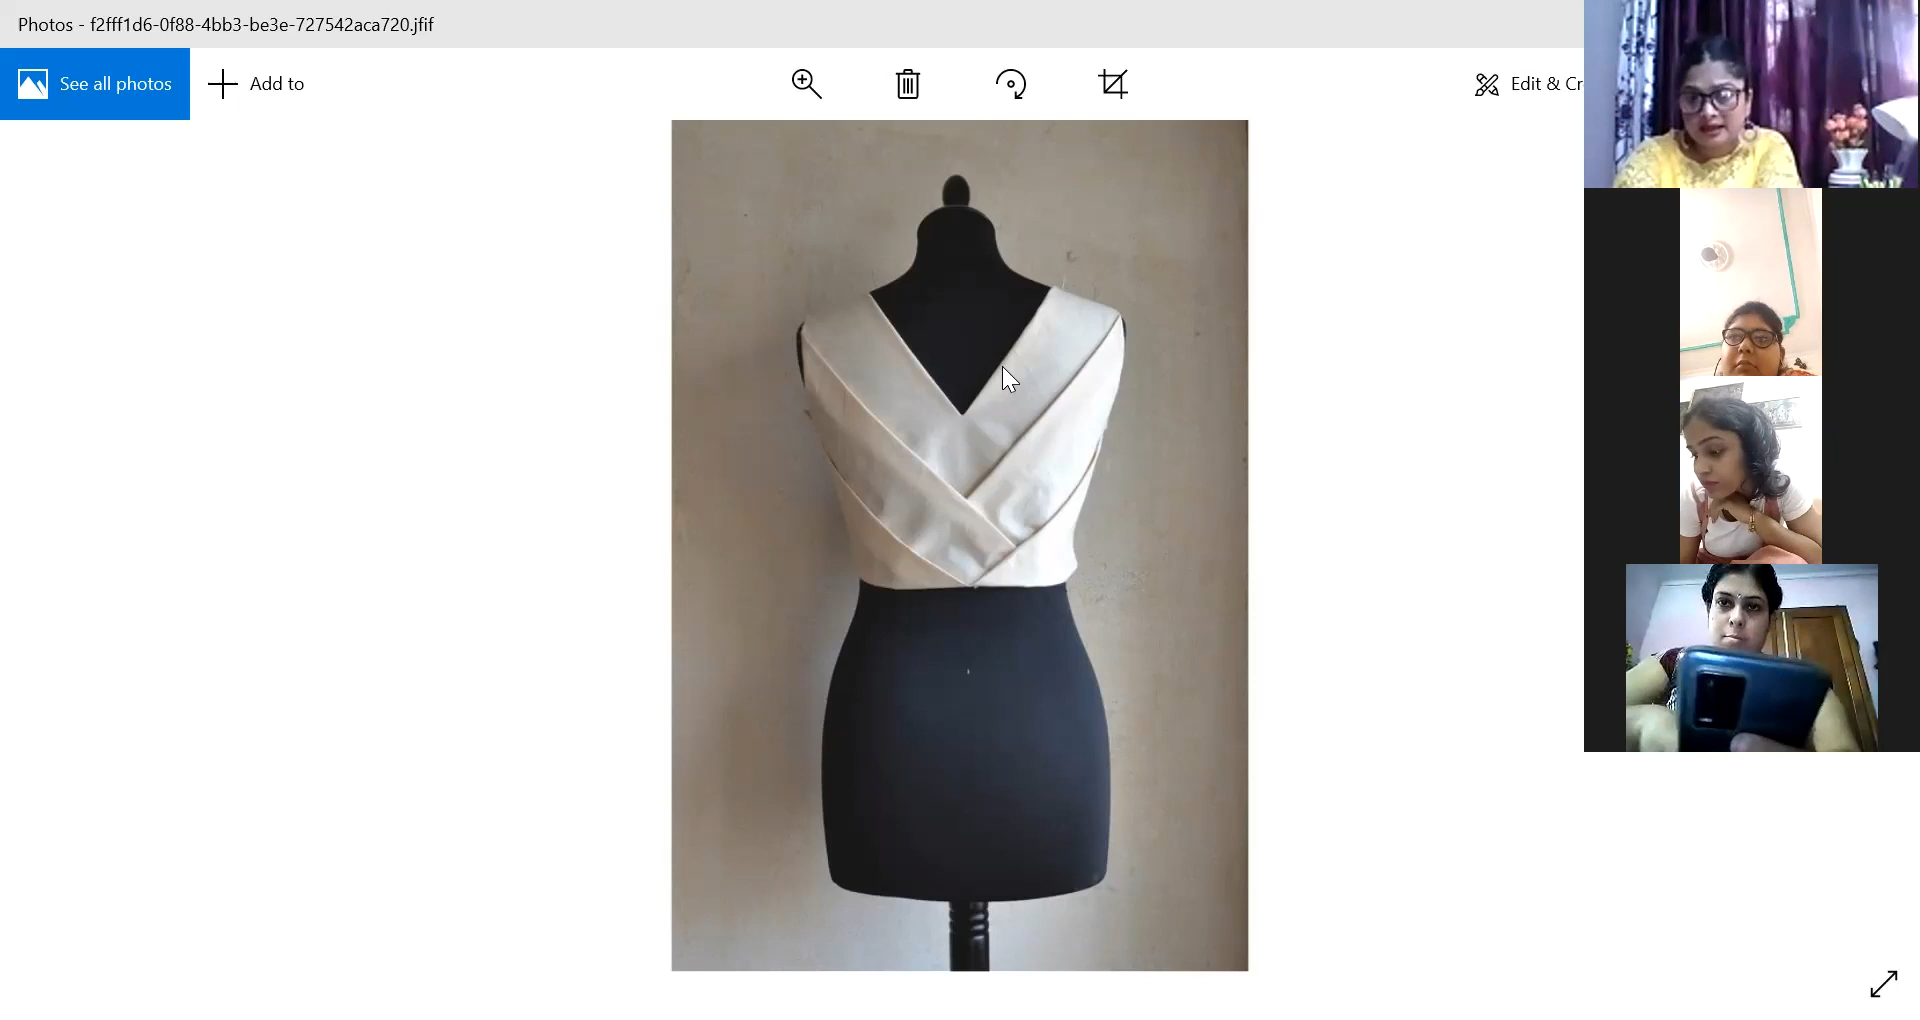 Photos - f2fff1d6-0f88-4bb3-be3e-727542aca720.jfif
See all photos
Add to
Edit & Cr